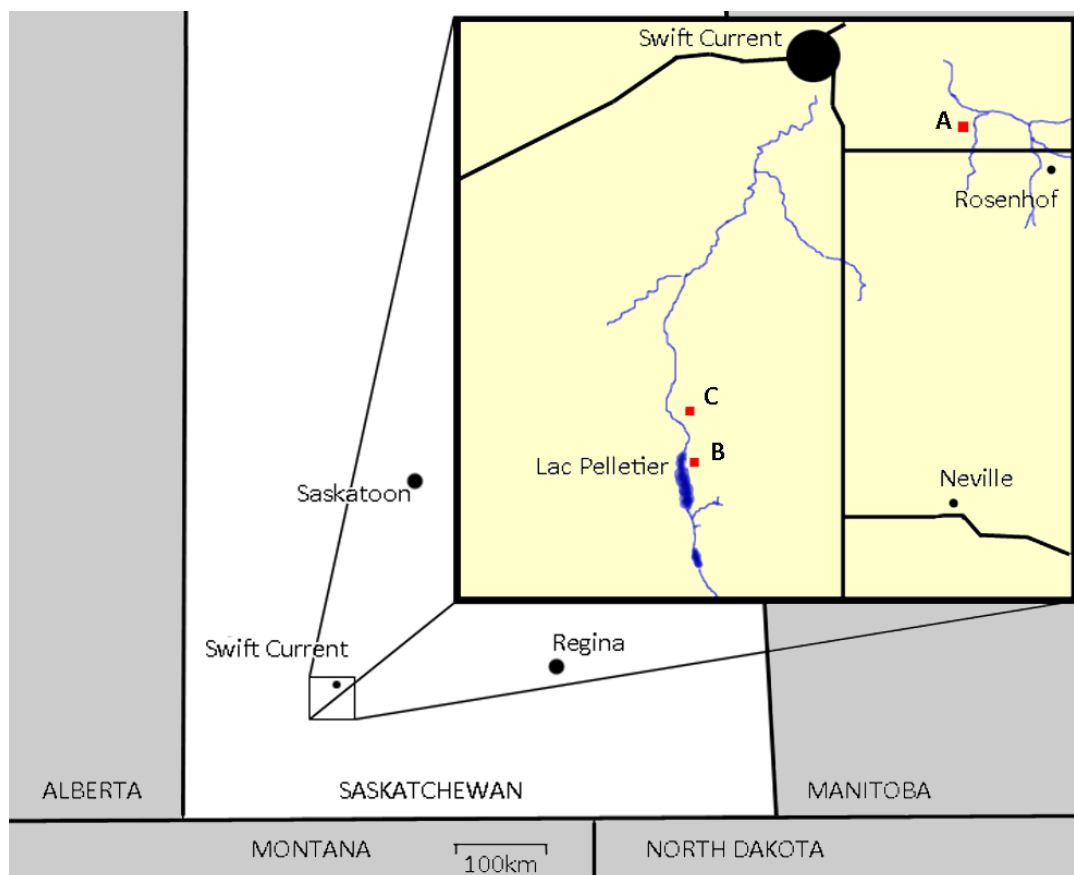 Swift Current
A
Rosenhof
C
B
Lac Pelletier
Neville
Saskatoon
Swift Current
Regina
ALBERTA
SASKATCHEWAN
MANITOBA
MONTANA
100km
NORTH DAKOTA